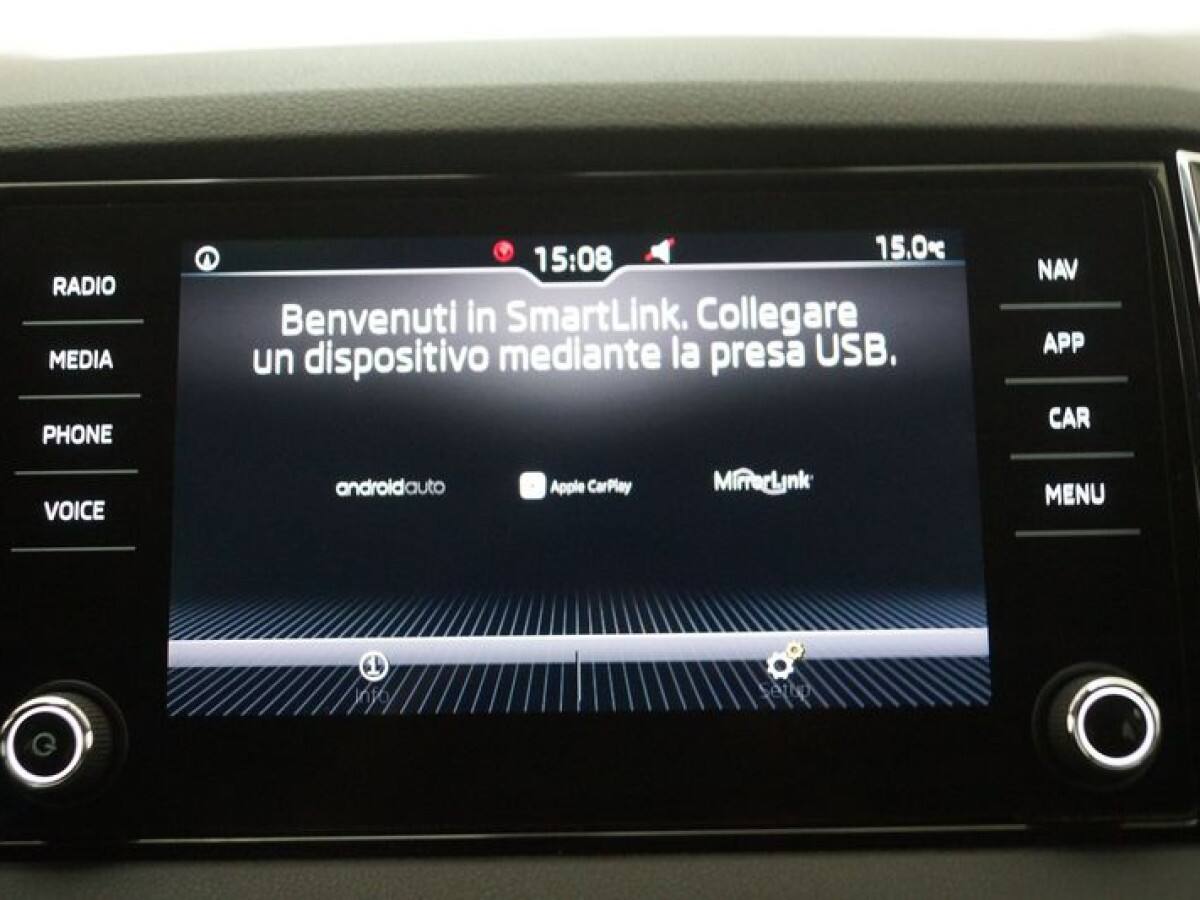 15:08
15.0°C
Benvenuti in SmartLink. Collegare
un dispositivo mediante la presa USB.
androidauto
Apple CarPlay
MirrorLink
Info
Setup
RADIO
MEDIA
PHONE
VOICE
NAV
APP
CAR
MENU